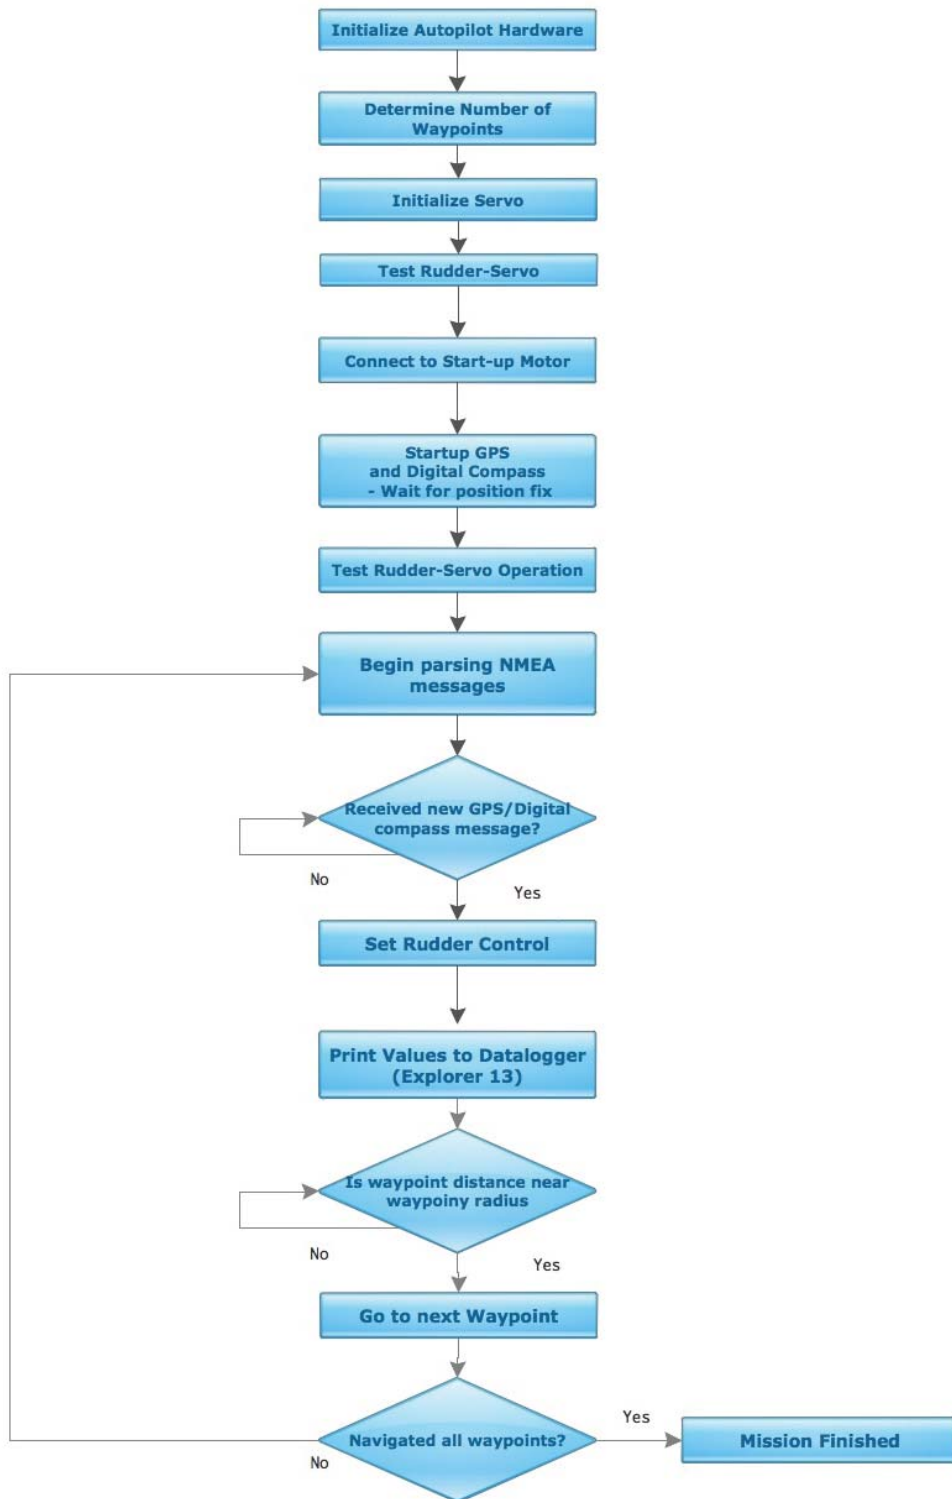 Initialize Autopilot Hardware
Determine Number of
Waypoints
Initialize Servo
Test Rudder-Servo
Connect to Start-up Motor
Startup GPS
and Digital Compass
- Wait for position fix
Test Rudder-Servo Operation
Begin parsing NMEA
messages
Received new GPS/Digital
compass message?
No
Yes
Set Rudder Control
Print Values to Datalogger
(Explorer 13)
Is waypoint distance near
waypoiny radius
No
Yes
Go to next Waypoint
Navigated all waypoints?
Yes
No
Mission Finished